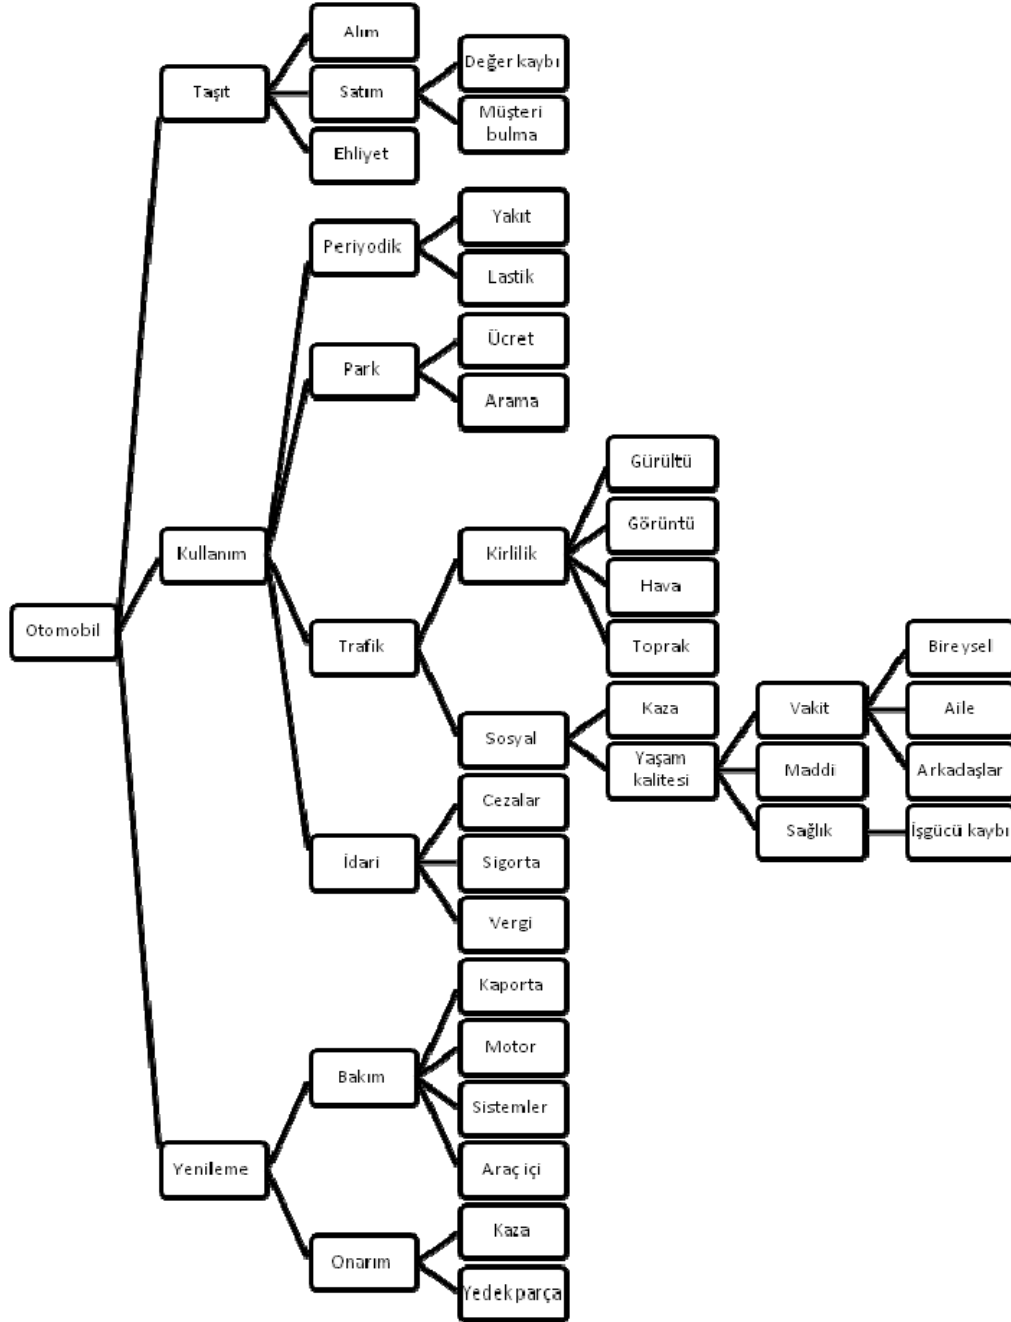 Alım
Taşıt
Satım
Değer kaybı
Müşteri
bulma
Ehliyet
Periyodik
Yakıt
Lastik
Park
Ücret
Arama
Gürültü
Görüntü
Kullanım
Kirlilik
Hava
Otomobil
Trafik
Toprak
Bireysel
Sosyal
Kaza
Vakit
Aile
Yaşam
kalitesi
Maddi
Arkadaşlar
Cezalar
Sağlık
İşgücü kaybı
İdari
Sigorta
Vergi
Kaporta
Bakım
Motor
Sistemler
Yenileme
Araç içi
Kaza
Onarım
Yedek parça